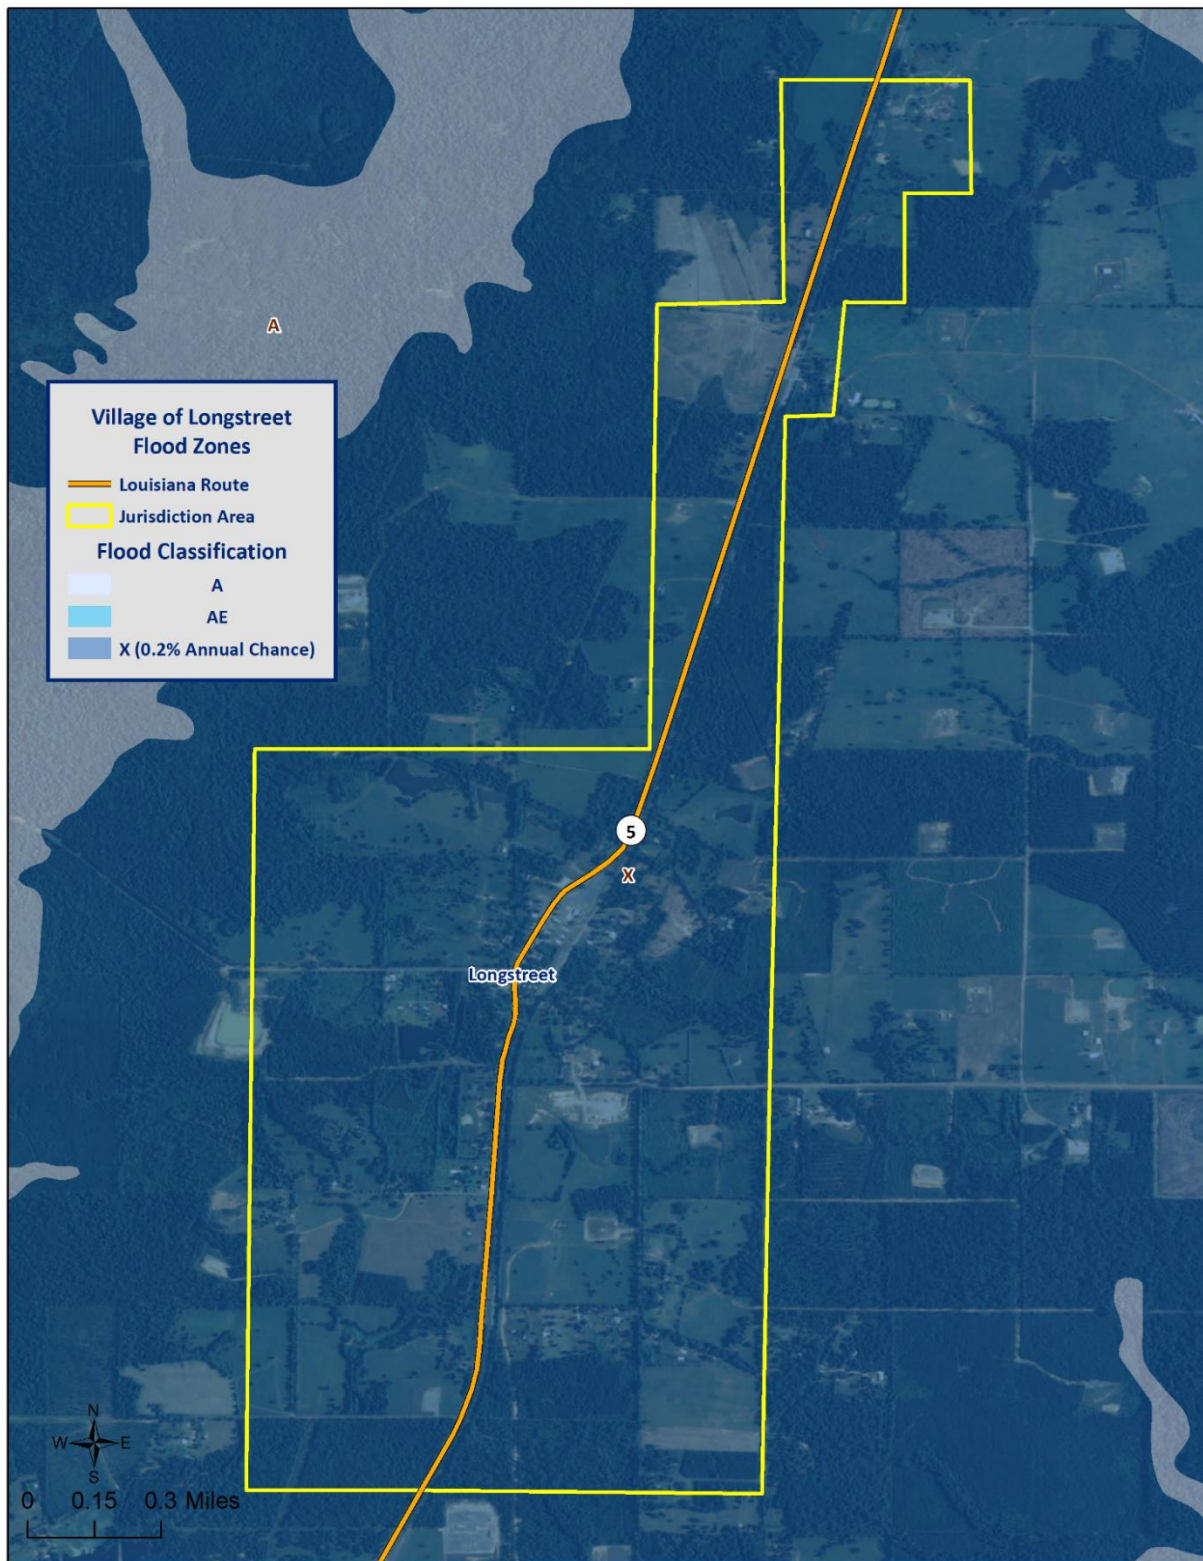 A
Village of Longstreet
Flood Zones
Louisiana Route
Jurisdiction Area
Flood Classification
A
AE
X (0.2% Annual Chance)
5
X
Longstreet
N
W E
S
0 0.15 0.3 Miles